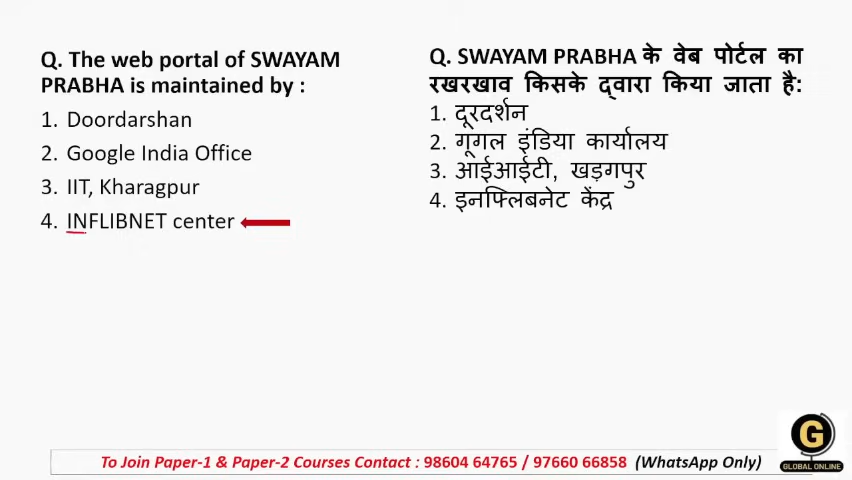 Q. The web portal of SWAYAM
PRABHA is maintained by :
1. Doordarshan
2. Google India Office
3. IIT, Kharagpur
4. INFLIBNET center
Q. SWAYAM PRABHA के वेब पोर्टल का
रखरखाव किसके द्वारा किया जाता है:
1. दूरदर्शन
2. गूगल इंडिया कार्यालय
3. आईआईटी, खड़गपुर
4. इनफ्लिबनेट केंद्र
G
GLOBAL ONLINE
To Join Paper-1 & Paper-2 Courses Contact : 98604 64765 / 97660 66858 (WhatsApp Only)